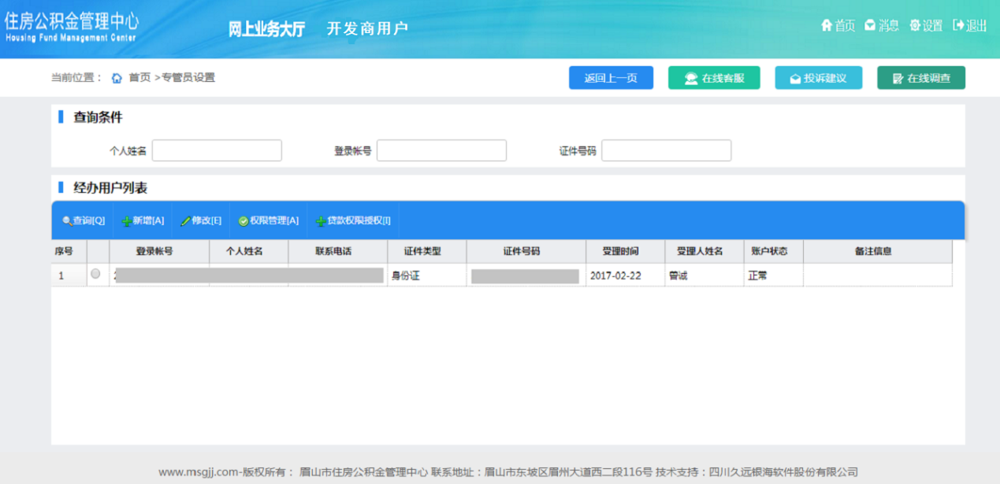 住房公积金管理中心
Housing Fund Management Center
网上业务大厅 开发商用户
首页 消息 设置 退出
当前位置： 首页 >专管员设置
返回上一页 在线客服 投诉建议 在线调查
查询条件
个人姓名 登录帐号 证件号码
经办用户列表
查询[Q] 新增[A] 修改[E] 权限管理[A] 贷款权限授权[I]
序号 登录帐号 个人姓名 联系电话 证件类型 证件号码 受理时间 受理人姓名 账户状态 备注信息
1 身份证 2017-02-22 曾诚 正常
www.msgjj.com-版权所有： 眉山市住房公积金管理中心 联系地址：眉山市东坡区眉州大道西二段116号 技术支持：四川久远银海软件股份有限公司